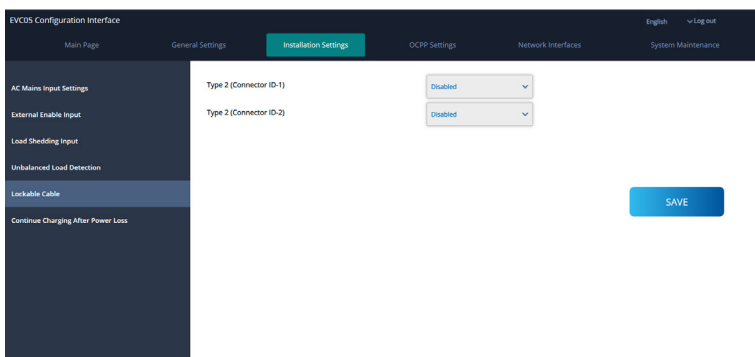 EVC05 Configuration Interface
English Log out
Main Page General Settings Installation Settings OCPP Settings Network Interfaces System Maintenance
AC Mains Input Settings
External Enable Input
Load Shedding Input
Unbalanced Load Detection
Lockable Cable
Continue Charging After Power Loss
Type 2 (Connector ID-1) Disabled
Type 2 (Connector ID-2) Disabled
SAVE